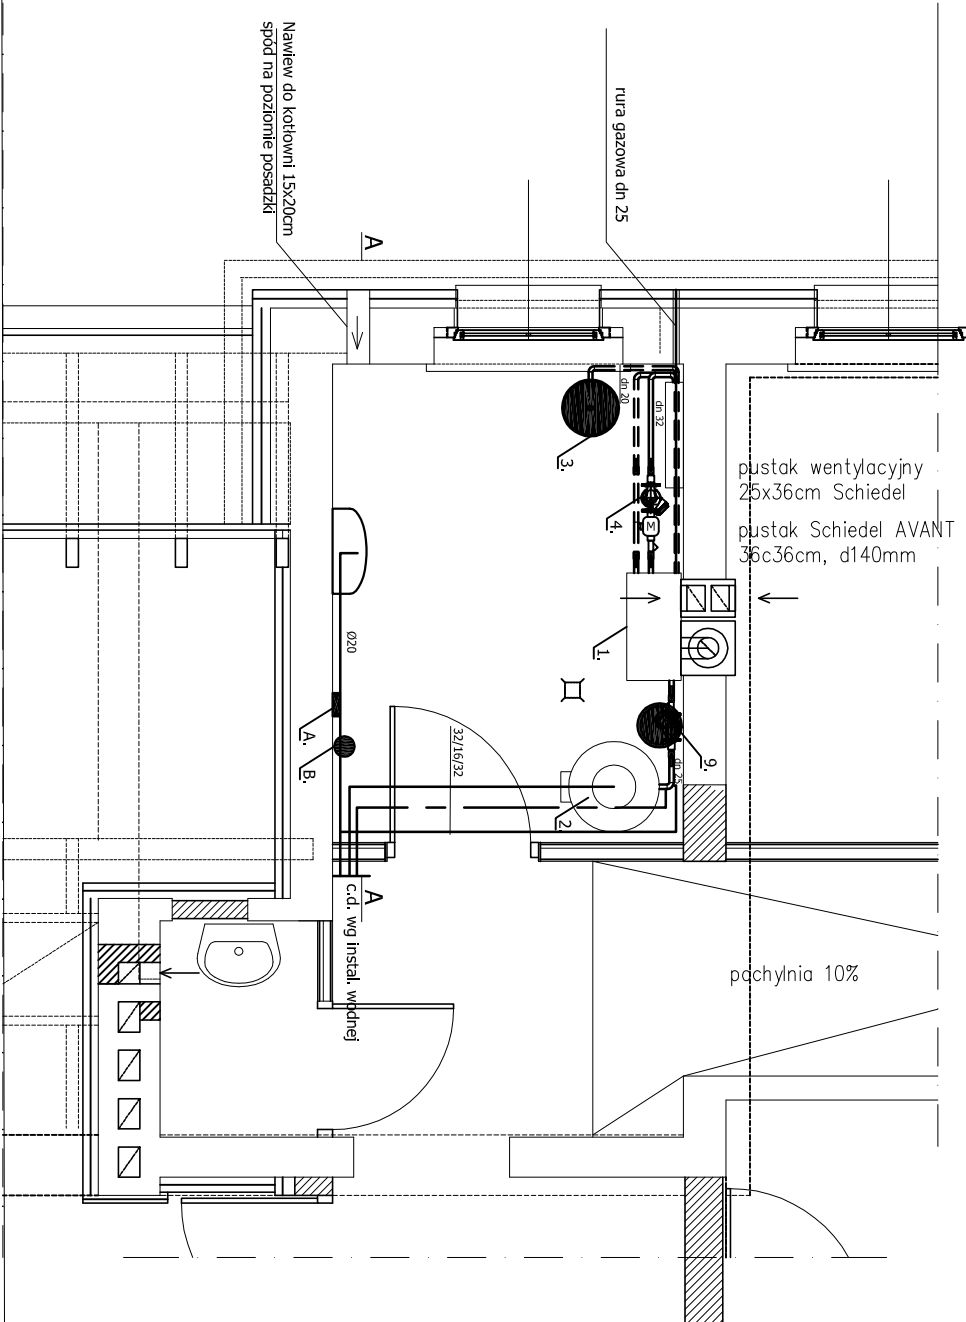 Nawiew do kotłowni 15x20cm
spód na poziomie posadzki
rura gazowa dn 25
A
dn 20
dn 32
3.
4.
M
pustak wentylacyjny
25x36cm Schiedel
pustak Schiedel AVANT
36c36cm, d140mm
1.
Ø20
A.
B.
32/16/32
9.
dn 25
2.
A
c.d. wg instal. wodnej
pochylnia 10%